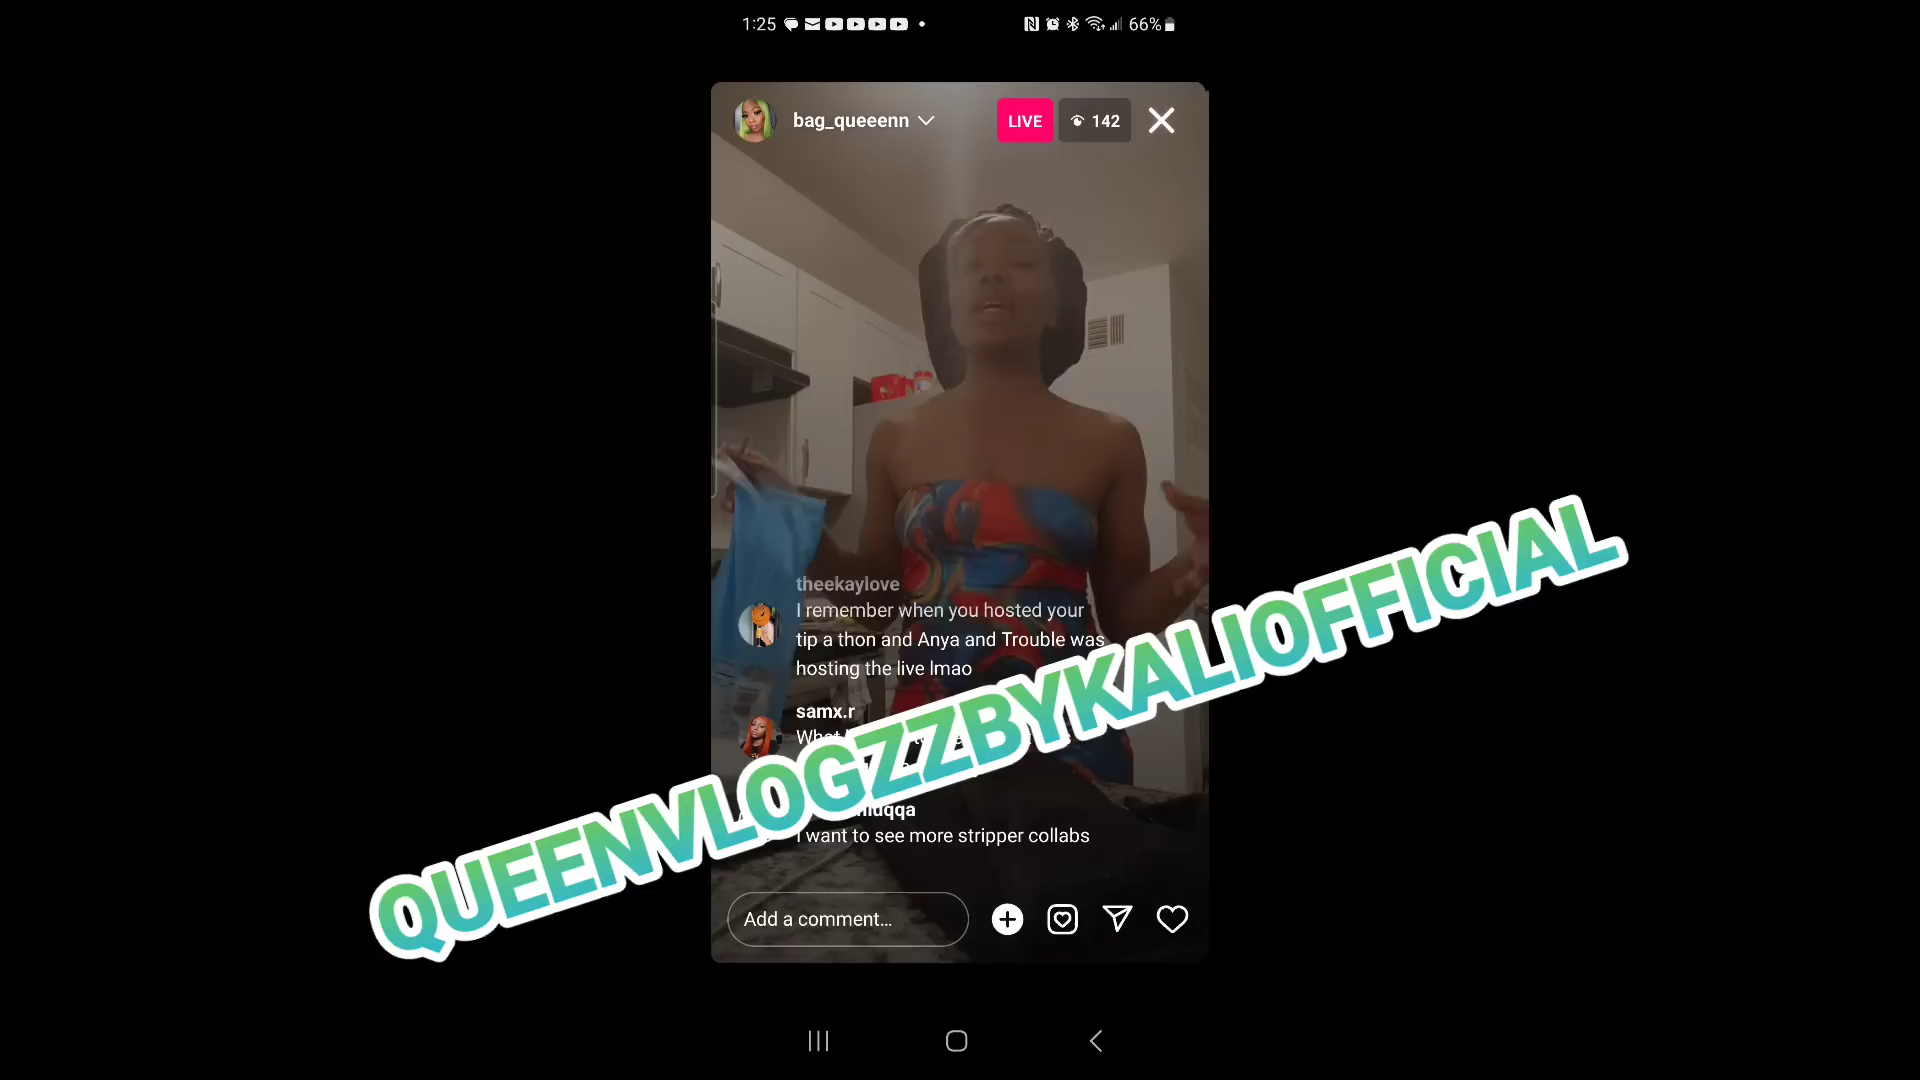 1:25
66%
bag_queeenn
LIVE
142
theekaylove
I remember when you hosted your
tip a thon and Anya and Trouble was
hosting the live lmao
samx.r
What
I want to see more stripper collabs
QUEENVLOGZZBYKALIOFFICIAL
Add a comment...